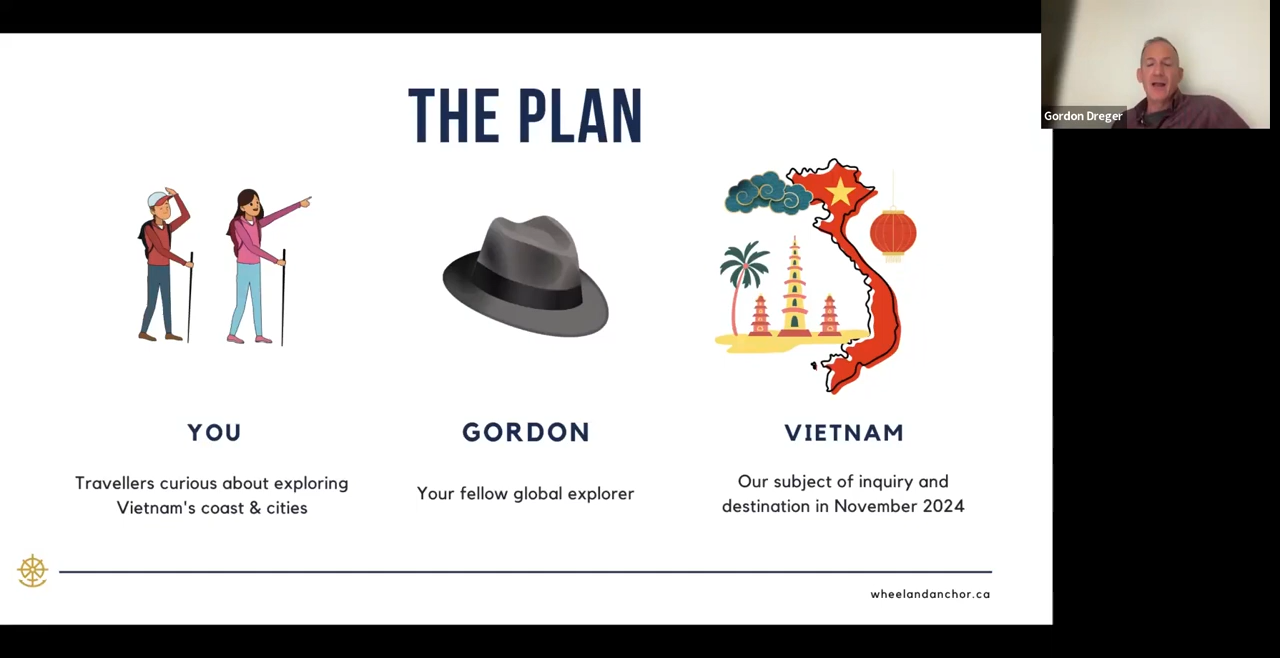 THE PLAN
Gordon Dreger
YOU
Travellers curious about exploring
Vietnam's coast & cities
GORDON
Your fellow global explorer
VIETNAM
Our subject of inquiry and
destination in November 2024
wheelandanchor.ca